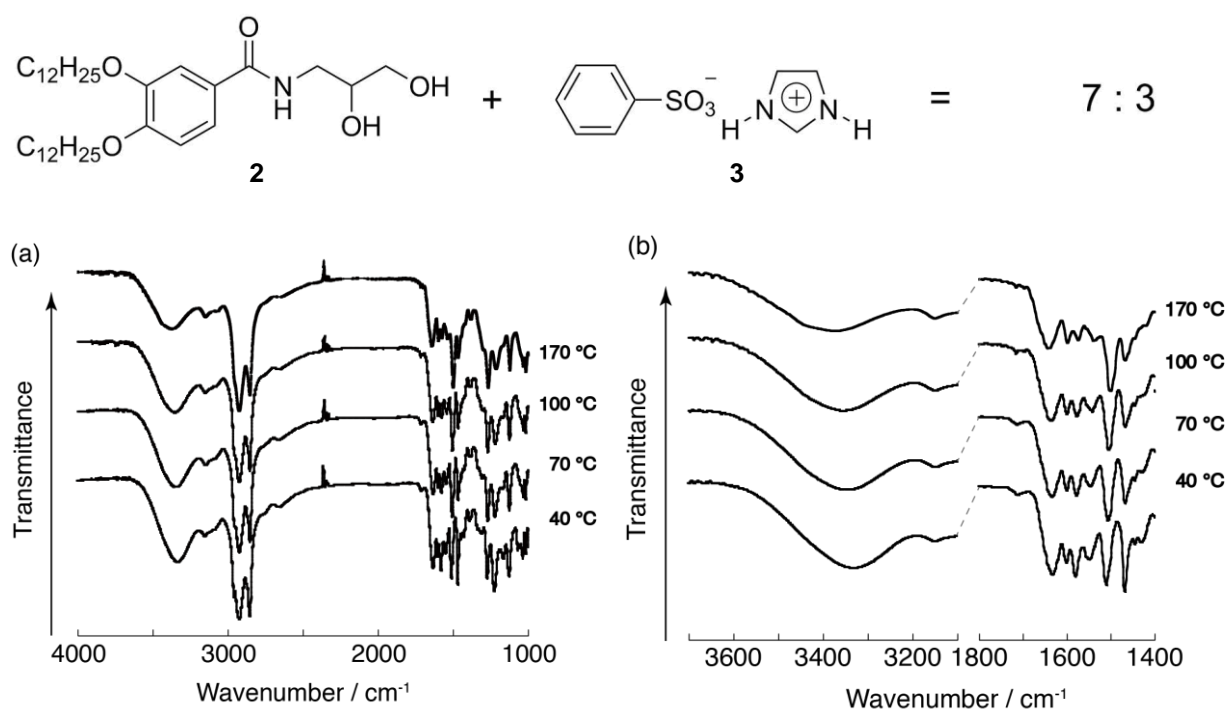 O
C₁₂H₂₅O
N
H
OH
OH
C₁₂H₂₅O
2
+
SO₃⁻
H-N
+
N-H
3
=
7 : 3
(a)
Transmittance
170 °C
100 °C
70 °C
40 °C
4000 3000 2000 1000
Wavenumber / cm⁻¹
(b)
Transmittance
170 °C
100 °C
70 °C
40 °C
3600 3400 3200 1800 1600 1400
Wavenumber / cm⁻¹